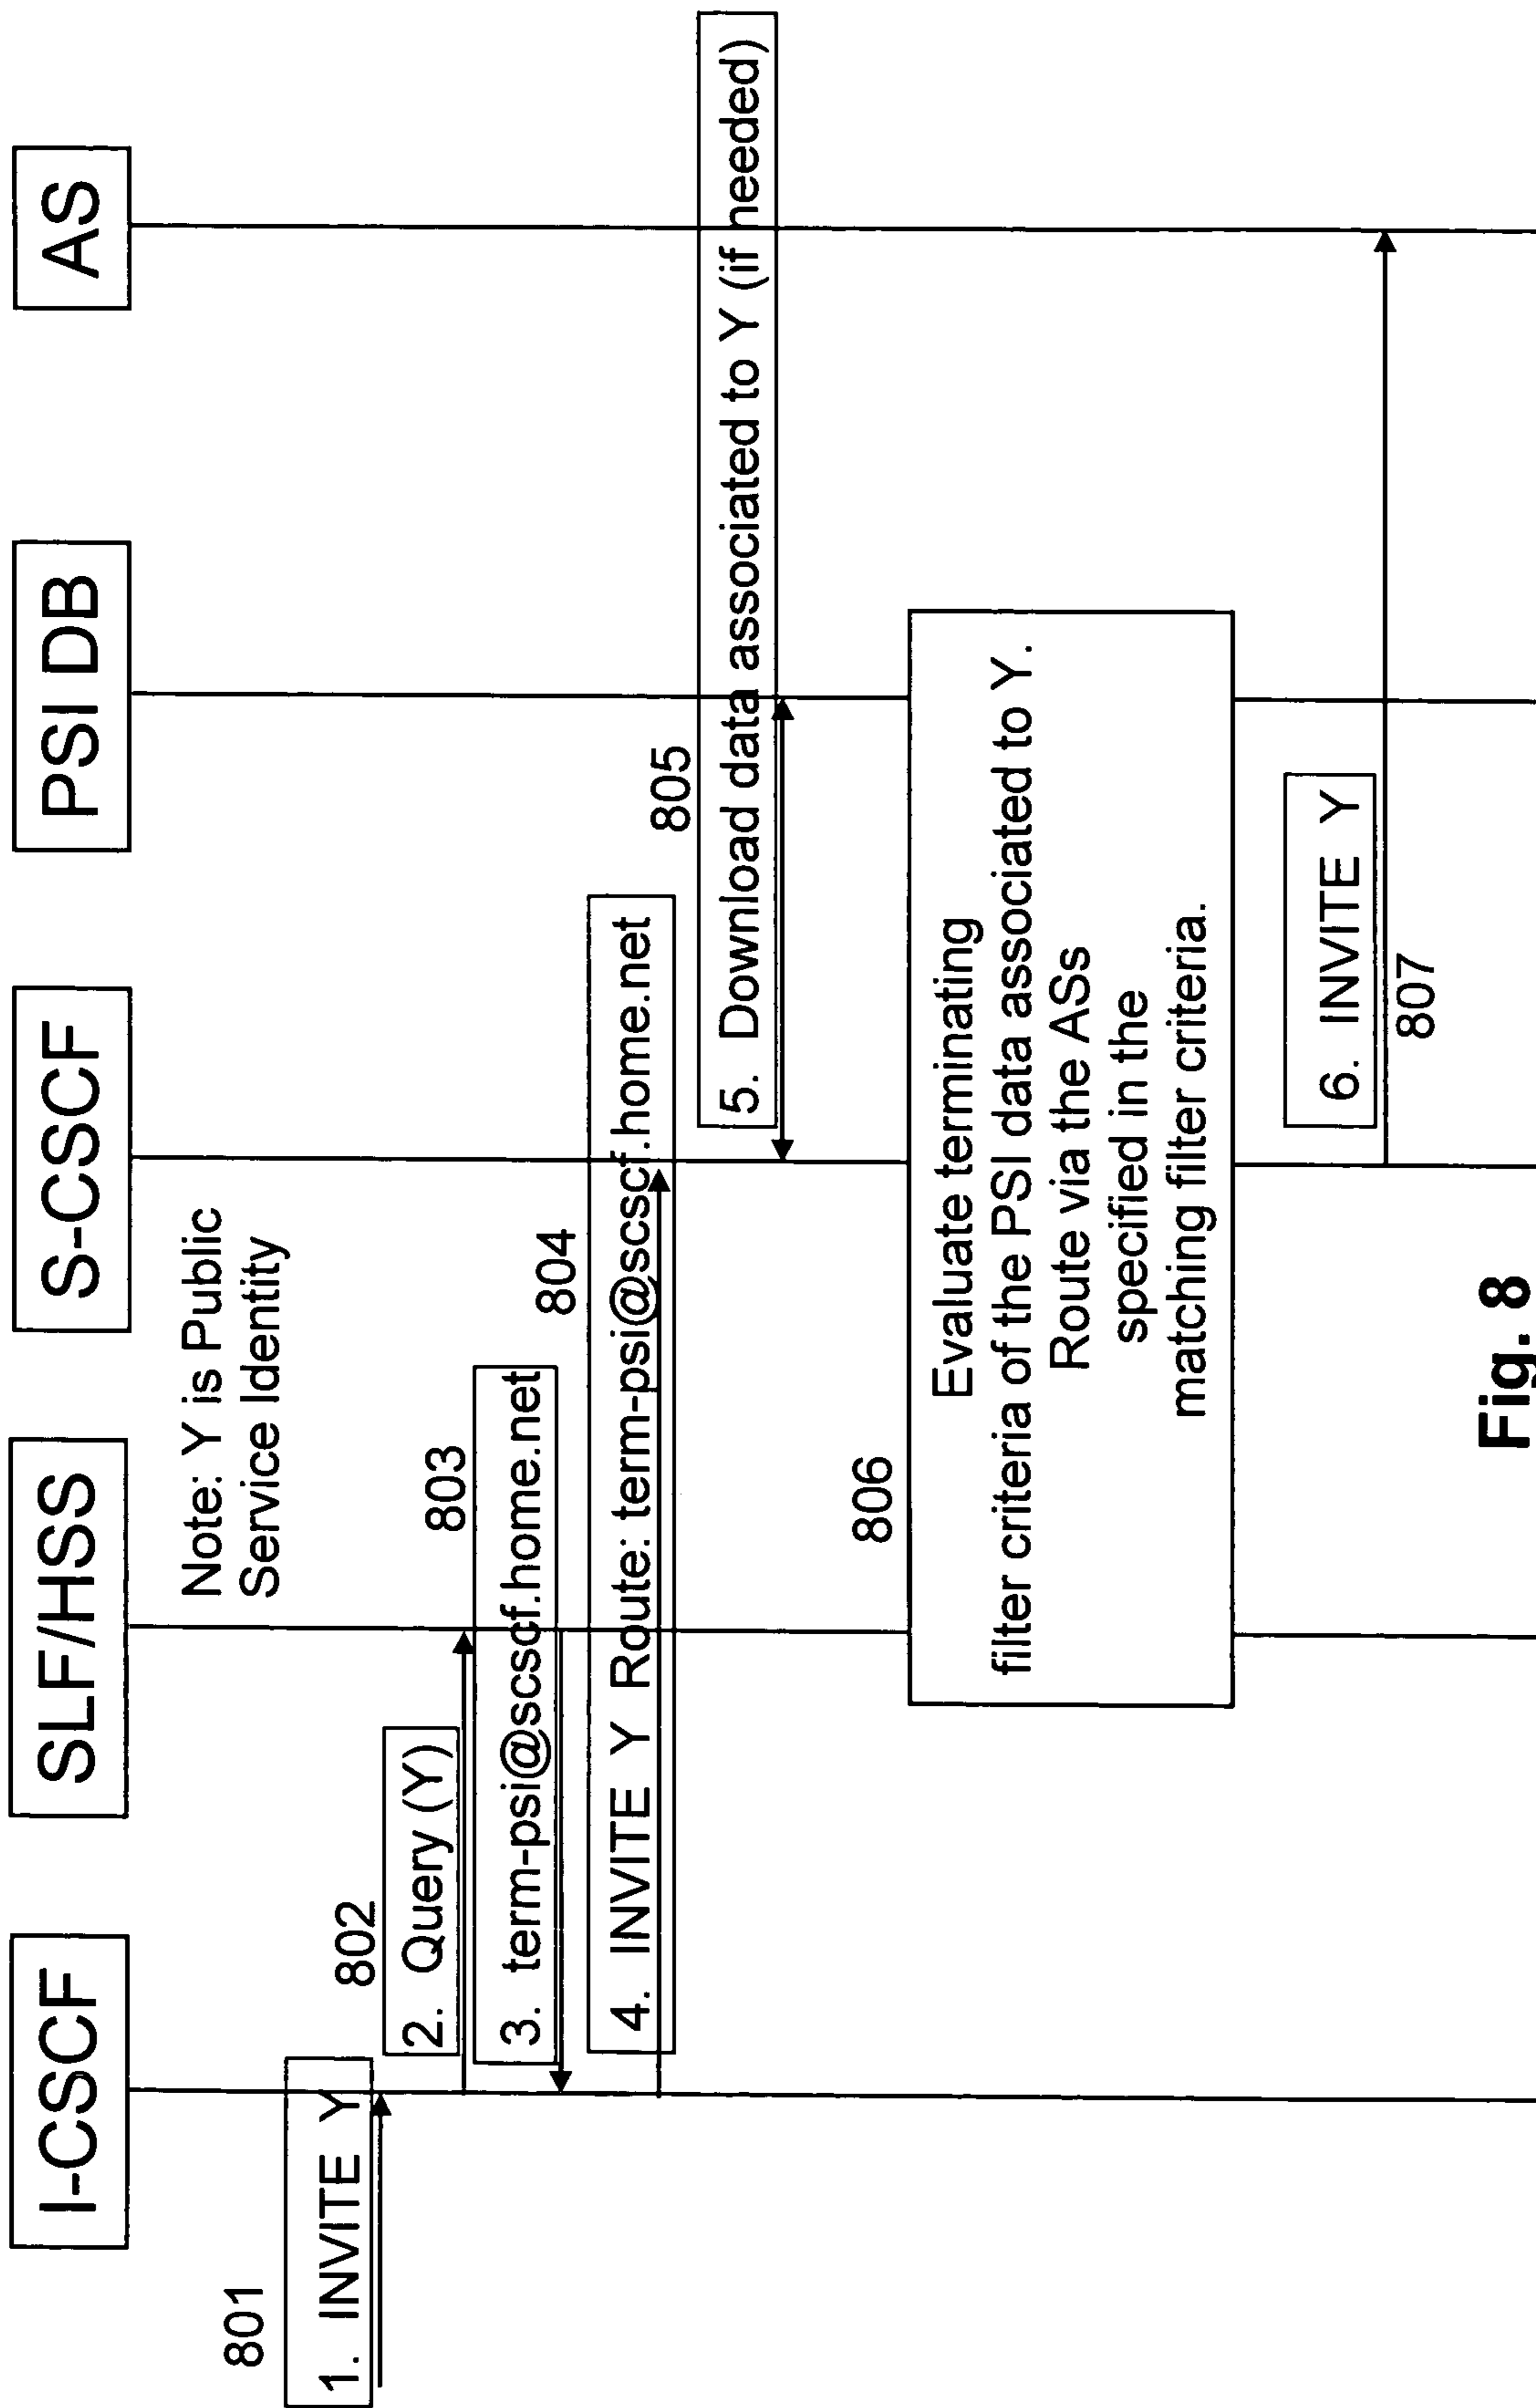 I-CSCF
SLF/HSS
S-CSCF
PSI DB
AS
Note: Y is Public
Service Identity
801
1. INVITE Y
802
2. Query (Y)
803
3. term-psi@scscf.home.net
804
4. INVITE Y Route: term-psi@scscf.home.net
805
5. Download data associated to Y (if needed)
806
Evaluate terminating
filter criteria of the PSI data associated to Y.
Route via the ASs
specified in the
matching filter criteria.
6. INVITE Y
807
Fig. 8